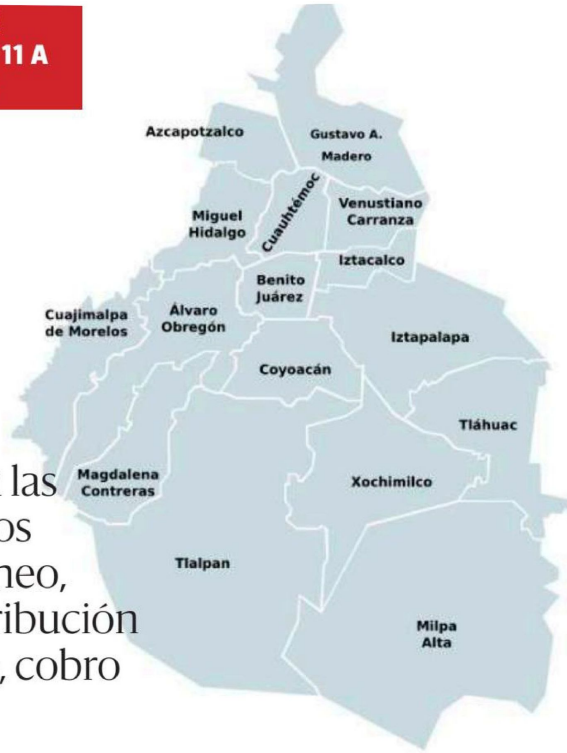 11 A
Azcapotzalco
Gustavo A.
Madero
Cuauhtémoc
Venustiano
Carranza
Miguel
Hidalgo
Iztacalco
Benito
Juárez
Cuajimalpa
de Morelos
Álvaro
Obregón
Iztapalapa
Coyoacán
Tláhuac
Magdalena
Contreras
Xochimilco
Tlalpan
Milpa
Alta
las
os
neo,
ribución
, cobro